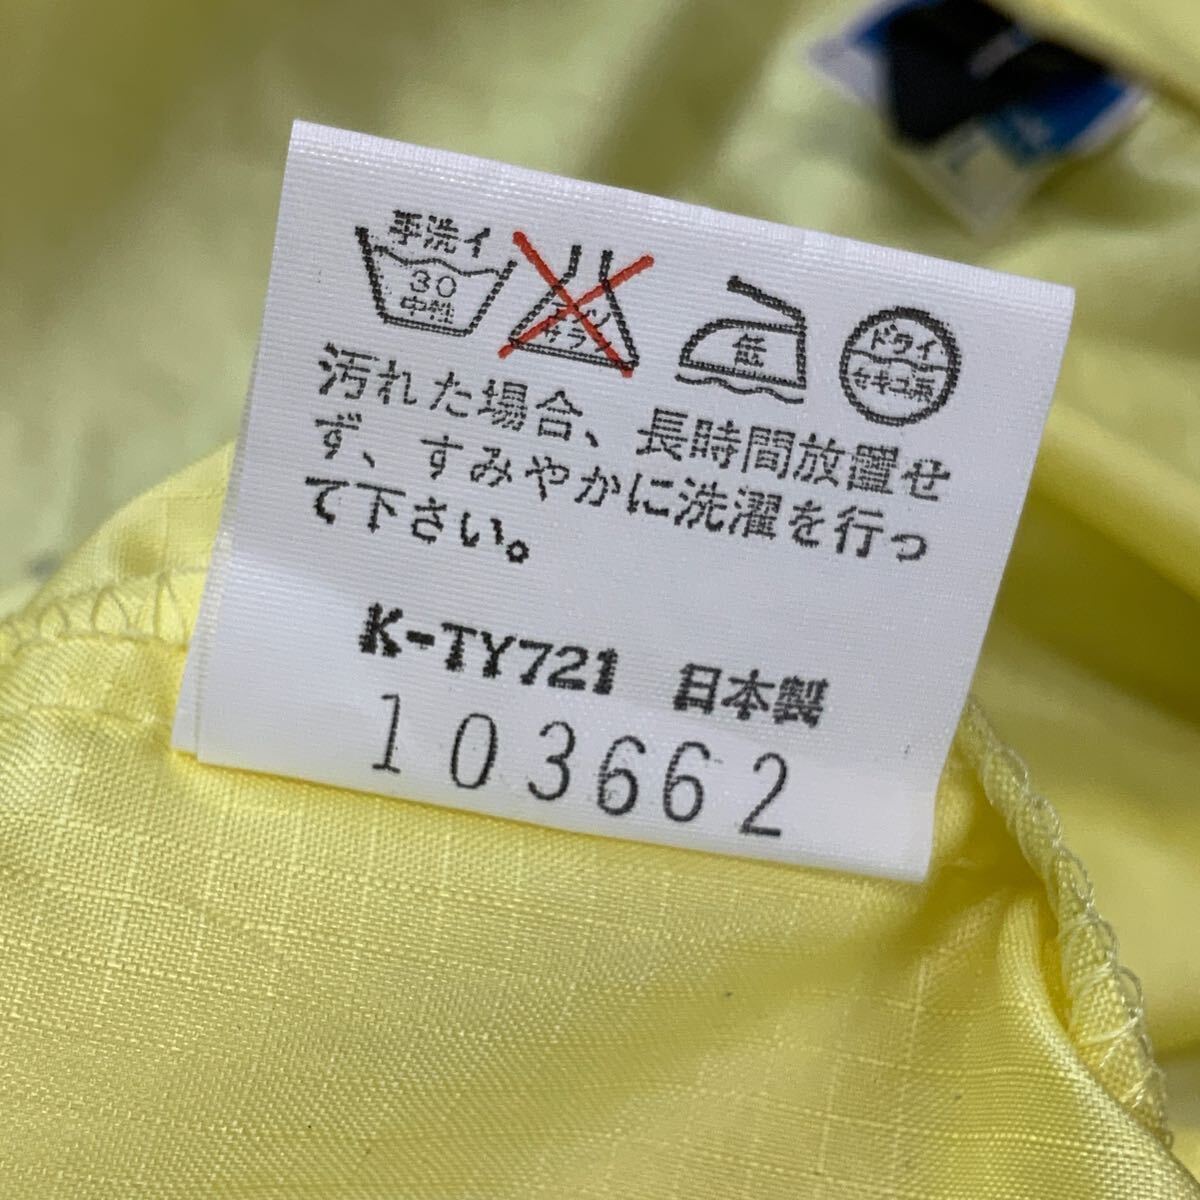 手洗イ
30
中性
エンソ
サラシ
低
ドライ
セキユ系
汚れた場合、長時間放置せ
ず、すみやかに洗濯を行っ
て下さい。
K-TY721 日本製
103662